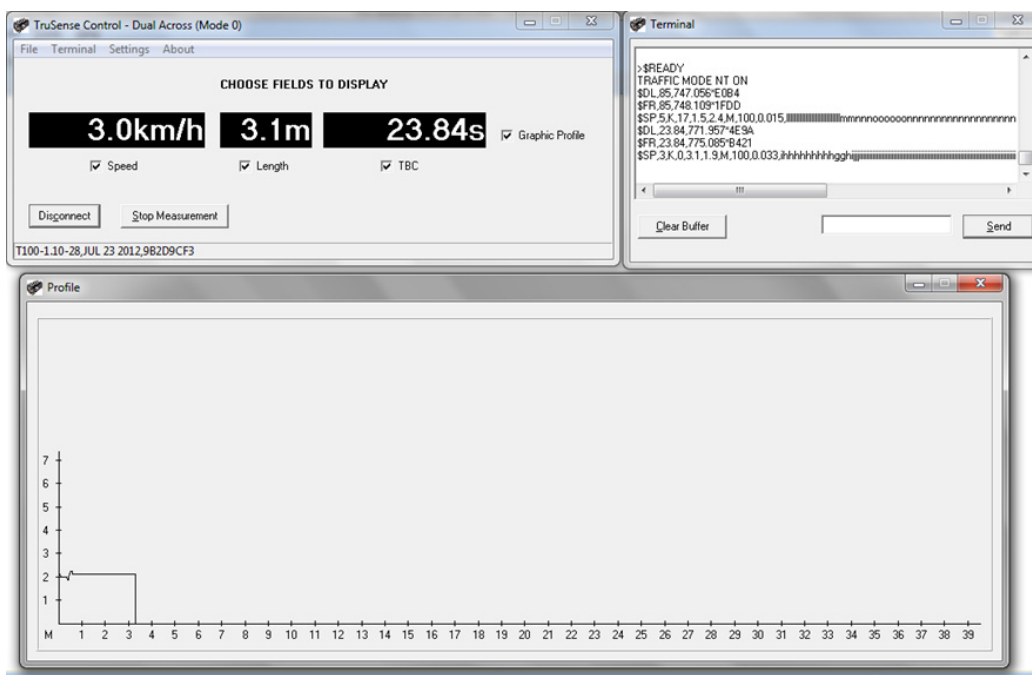 TruSense Control - Dual Across (Mode 0)
File Terminal Settings About
CHOOSE FIELDS TO DISPLAY
3.0km/h 3.1m 23.84s Graphic Profile
Speed Length TBC
Disconnect Stop Measurement
T100-1.10-28,JUL 23 2012,9B2D9CF3
Terminal
>$READY
TRAFFIC MODE NT ON
$DL,85,747.056*E0B4
$FR,85,748.109*1FDD
$SP,5,K,17,1.5,2.4,M,100,0.015,
$DL,23.84,771.957*4E9A
$FR,23.84,775.085*B421
$SP,3,K,0,3.1,1.9,M,100,0.033,
Clear Buffer Send
Profile
7
6
5
4
3
2
1
M 1 2 3 4 5 6 7 8 9 10 11 12 13 14 15 16 17 18 19 20 21 22 23 24 25 26 27 28 29 30 31 32 33 34 35 36 37 38 39